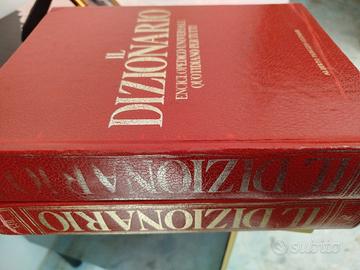 IL
DIZIONARIO
ENCICLOPEDICO UNIVERSALE
QUOTIDIANO PER TUTTI
IL DIZIONARIO
IL DIZIONARIO
subito